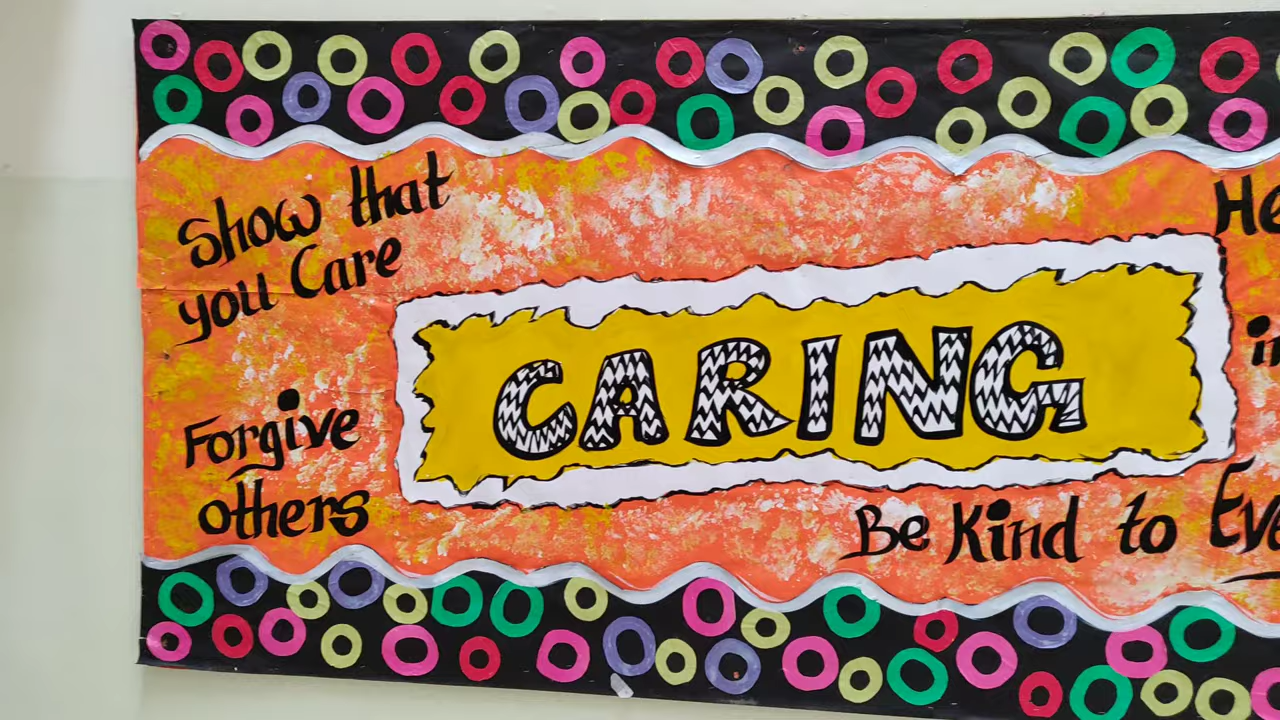 Show that
you Care
CARING
Forgive
others
Be Kind to